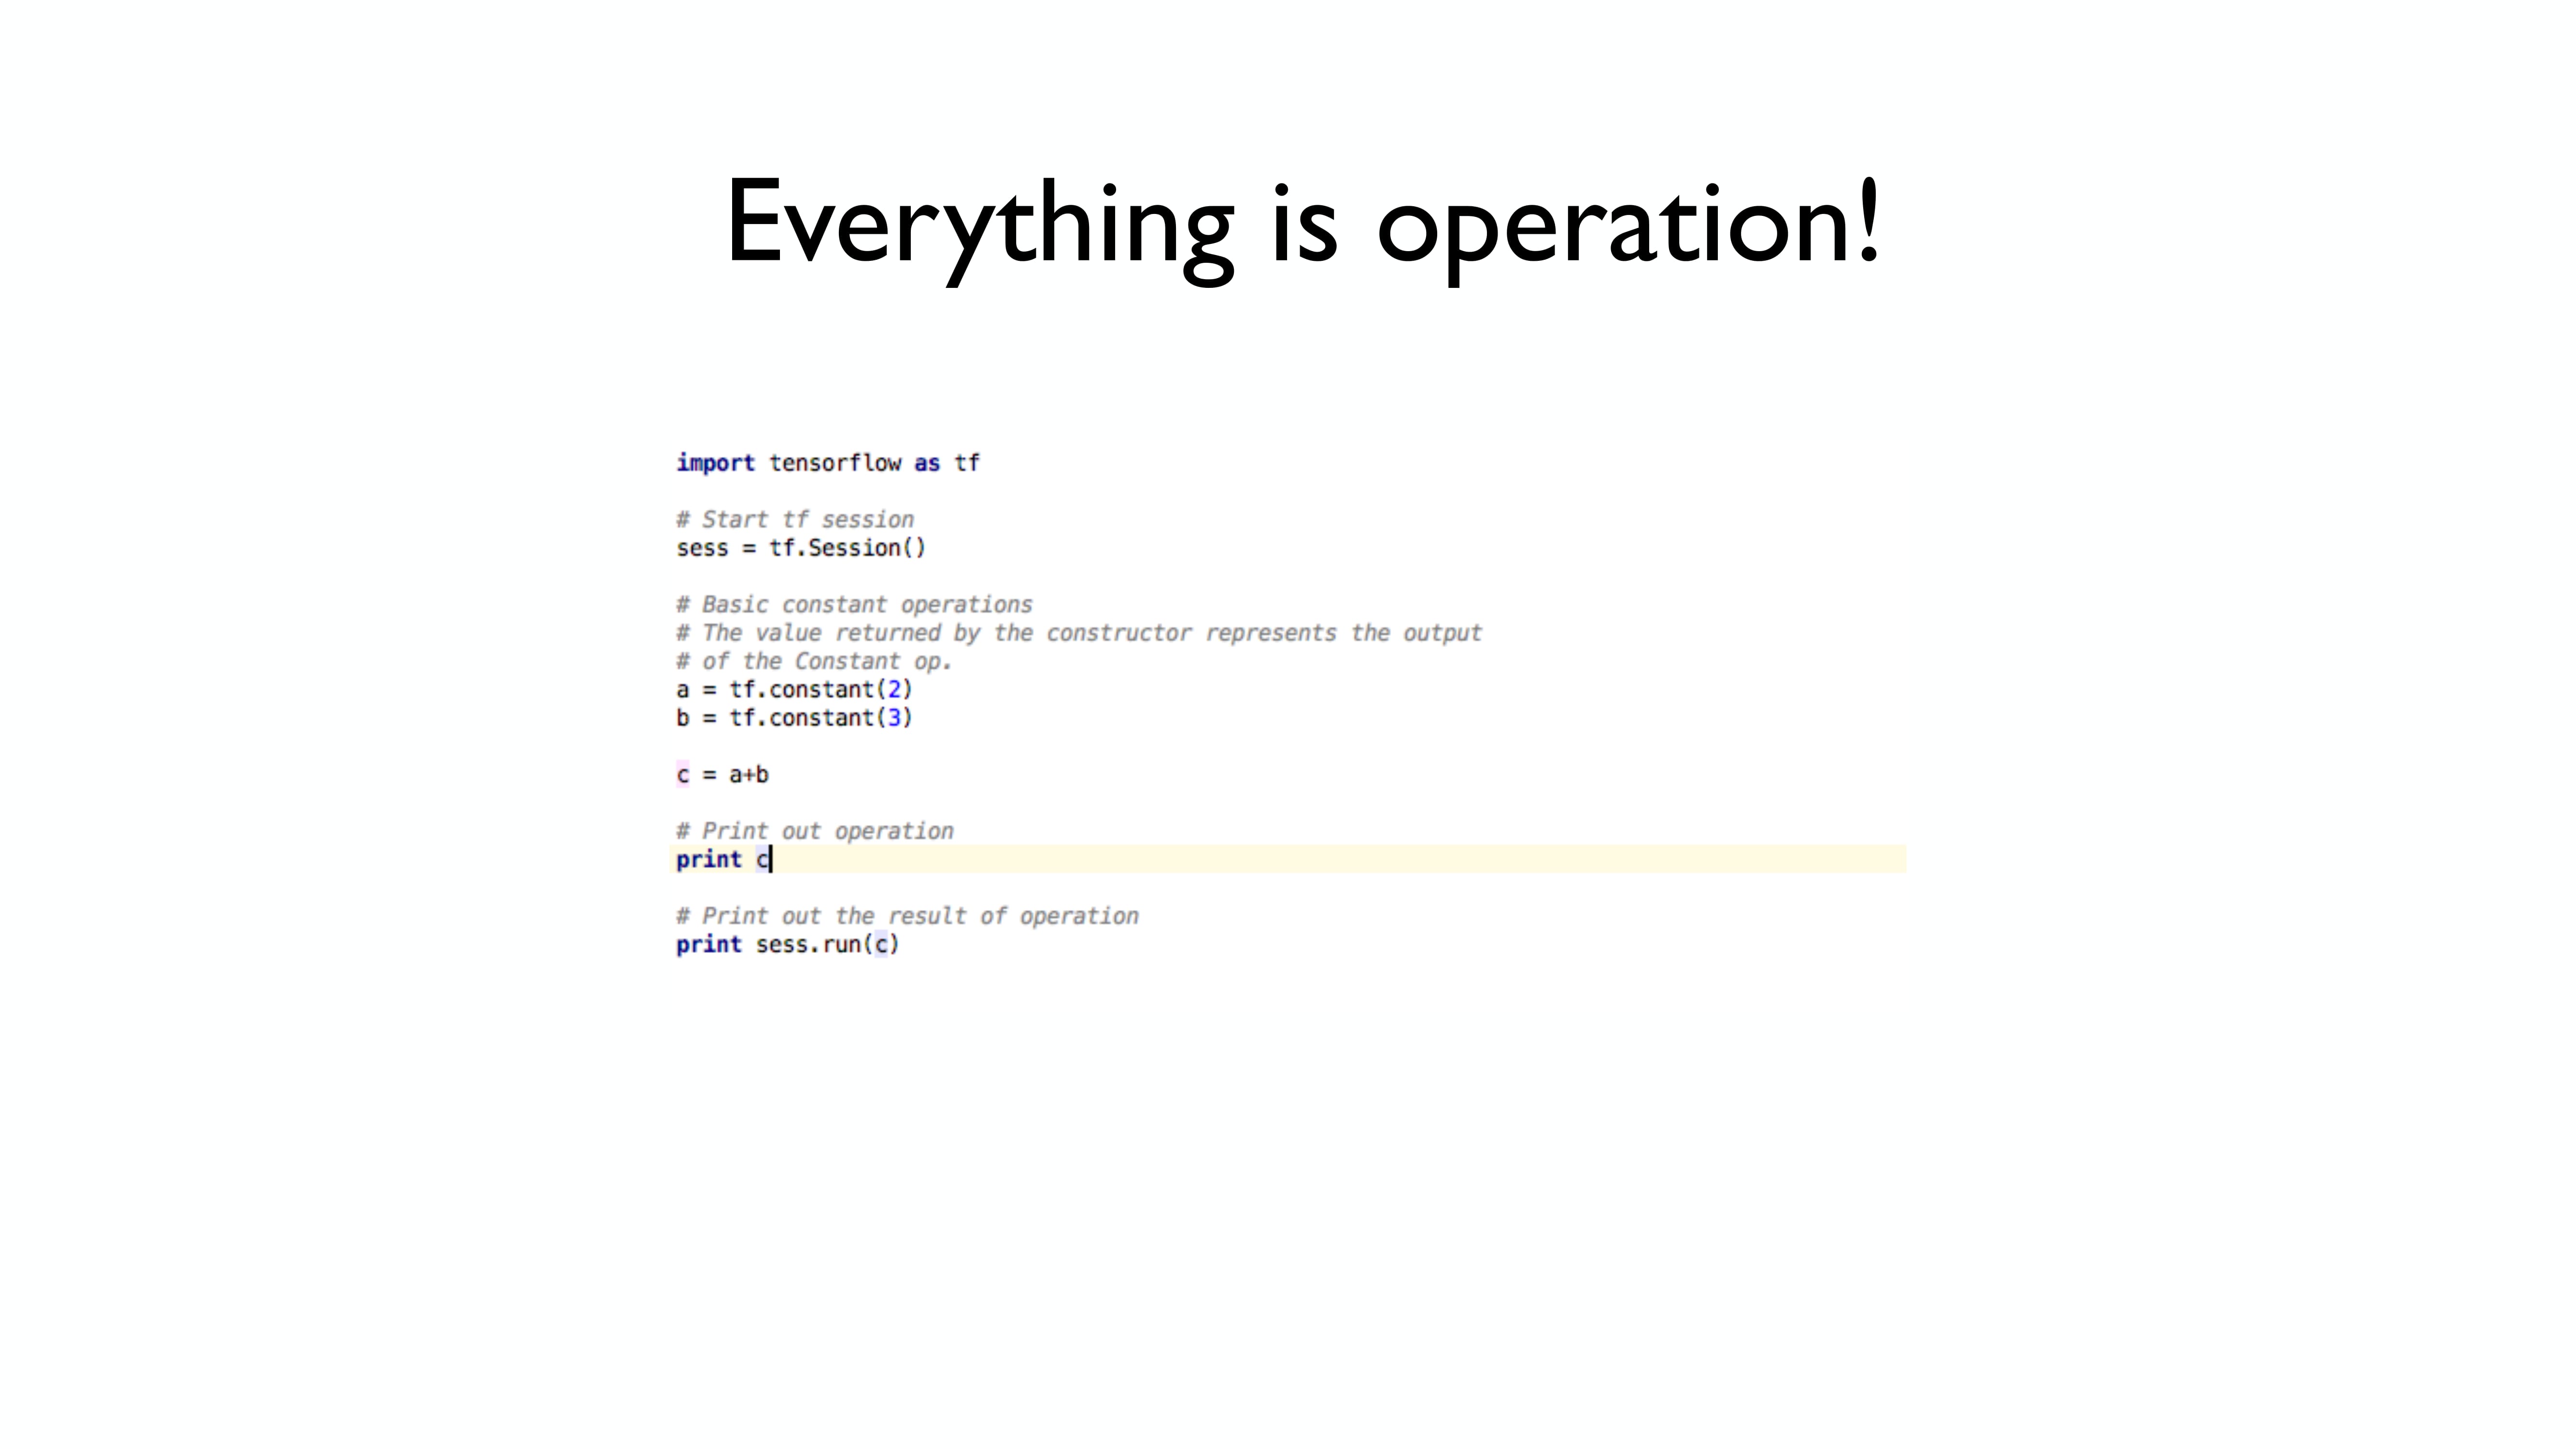 Everything is operation!
import tensorflow as tf
# Start tf session
sess = tf.Session()
# Basic constant operations
# The value returned by the constructor represents the output
# of the Constant op.
a = tf.constant(2)
b = tf.constant(3)
c = a+b
# Print out operation
print c
# Print out the result of operation
print sess.run(c)